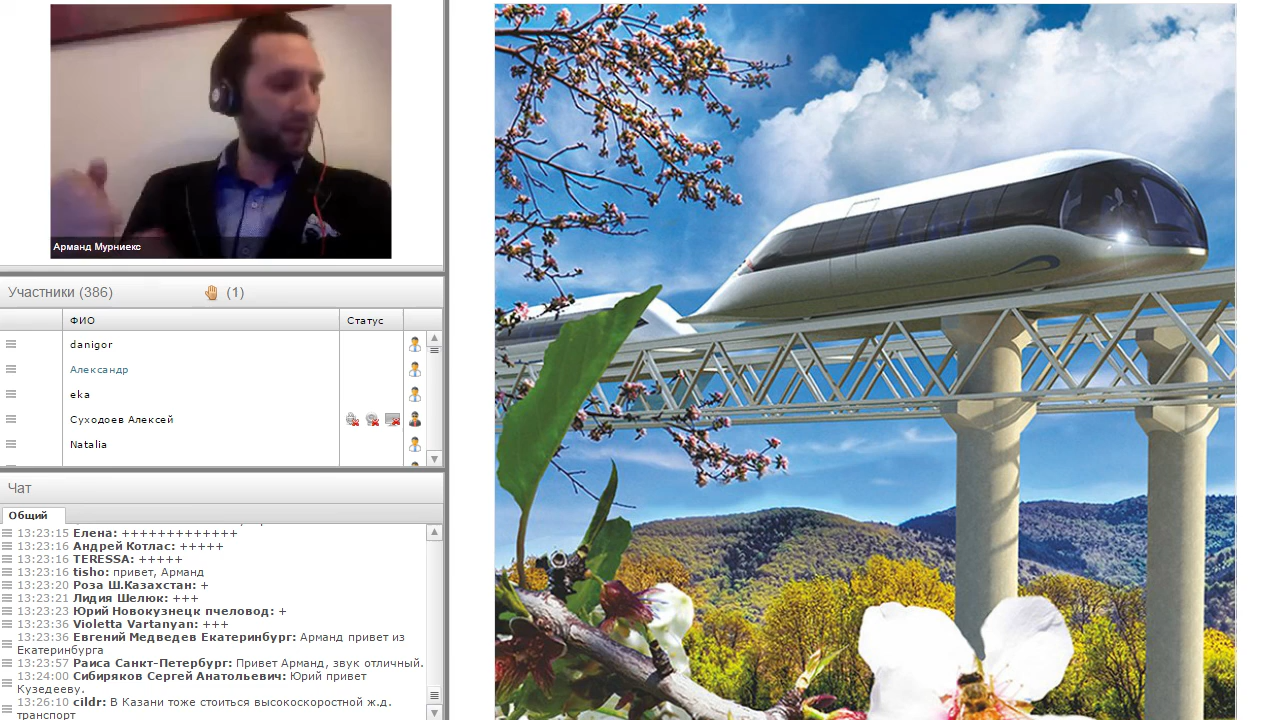 Арманд Мурниекс
Участники (386)
(1)
ФИО
Статус
danigor
Александр
eka
Суходоев Алексей
Natalia
Чат
Общий
13:23:15 Елена: +++++++++++++
13:23:16 Андрей Котлас: +++++
13:23:16 TERESSA: +++++
13:23:16 tisho: привет, Арманд
13:23:20 Роза Ш.Казахстан: +
13:23:21 Лидия Шелюк: +++
13:23:23 Юрий Новокузнецк пчеловод: +
13:23:36 Violetta Vartanyan: +++
13:23:36 Евгений Медведев Екатеринбург: Арманд привет из
Екатеринбурга
13:23:57 Раиса Санкт-Петербург: Привет Арманд, звук отличный.
13:24:00 Сибиряков Сергей Анатольевич: Юрий привет
Кузедееву.
13:26:10 cildr: В Казани тоже стоиться высокоскоростной ж.д.
транспорт